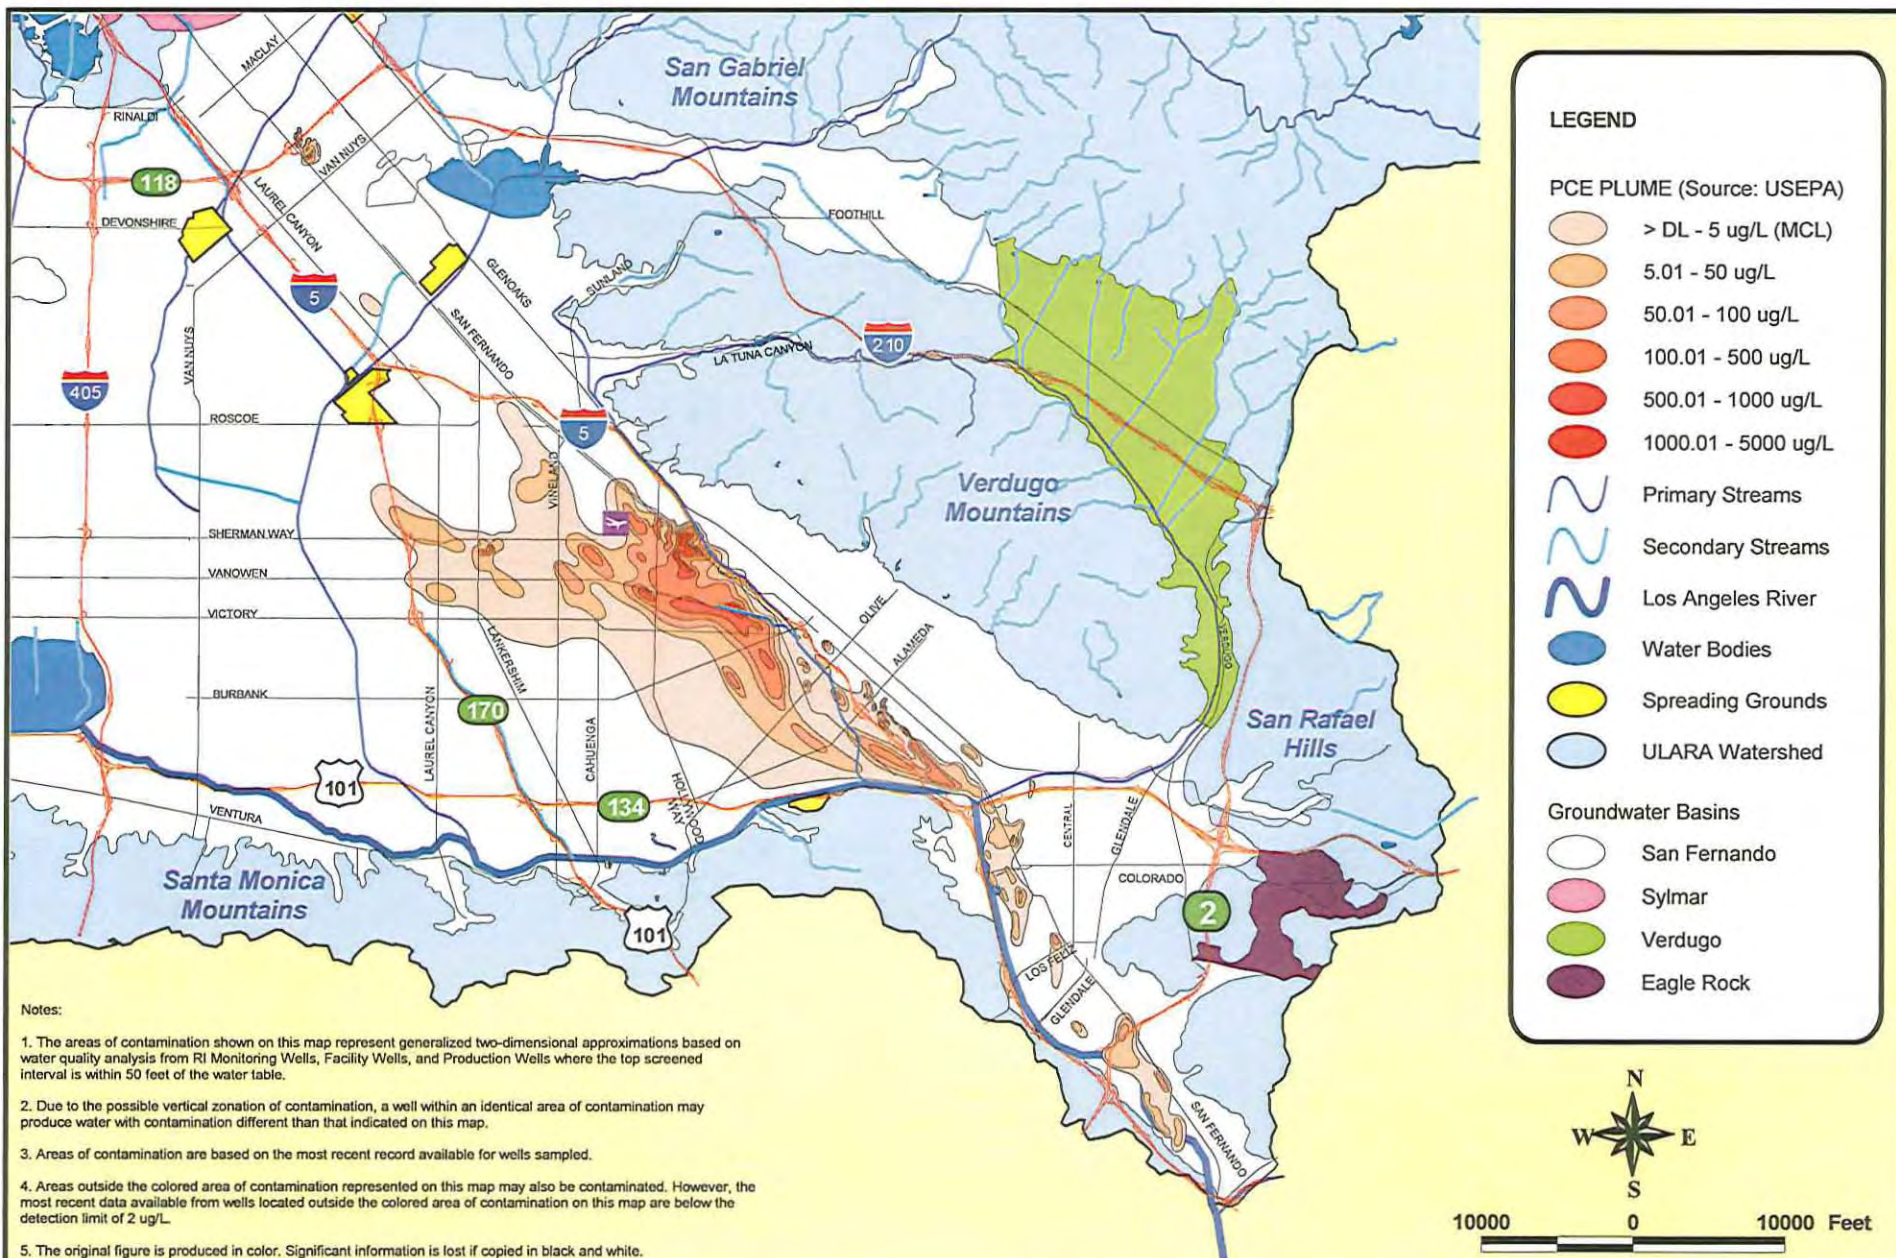 San Gabriel
Mountains
MACLAY
RINALDI
VAN NUYS
118
LAUREL CANYON
DEVONSHIRE
FOOTHILL
GLENOAKS
SUNLAND
5
SAN FERNANDO
VAN NUYS
LA TUNA CANYON
210
405
ROSCOE
5
VINELAND
Verdugo
Mountains
SHERMAN WAY
VANOWEN
VICTORY
OLIVE
ALAMEDA
LANKERSHIM
VERDUGO
BURBANK
170
LAUREL CANYON
CAHUENGA
San Rafael
Hills
101
HOLLYWOOD
WAY
134
VENTURA
CENTRAL
GLENDALE
COLORADO
Santa Monica
Mountains
2
101
LOS FELIZ
GLENDALE
SAN FERNANDO
Notes:
1. The areas of contamination shown on this map represent generalized two-dimensional approximations based on
water quality analysis from RI Monitoring Wells, Facility Wells, and Production Wells where the top screened
interval is within 50 feet of the water table.
2. Due to the possible vertical zonation of contamination, a well within an identical area of contamination may
produce water with contamination different than that indicated on this map.
3. Areas of contamination are based on the most recent record available for wells sampled.
4. Areas outside the colored area of contamination represented on this map may also be contaminated. However, the
most recent data available from wells located outside the colored area of contamination on this map are below the
detection limit of 2 ug/L.
5. The original figure is produced in color. Significant information is lost if copied in black and white.
LEGEND
PCE PLUME (Source: USEPA)
> DL - 5 ug/L (MCL)
5.01 - 50 ug/L
50.01 - 100 ug/L
100.01 - 500 ug/L
500.01 - 1000 ug/L
1000.01 - 5000 ug/L
Primary Streams
Secondary Streams
Los Angeles River
Water Bodies
Spreading Grounds
ULARA Watershed
Groundwater Basins
San Fernando
Sylmar
Verdugo
Eagle Rock
N
W E
S
10000 0 10000 Feet